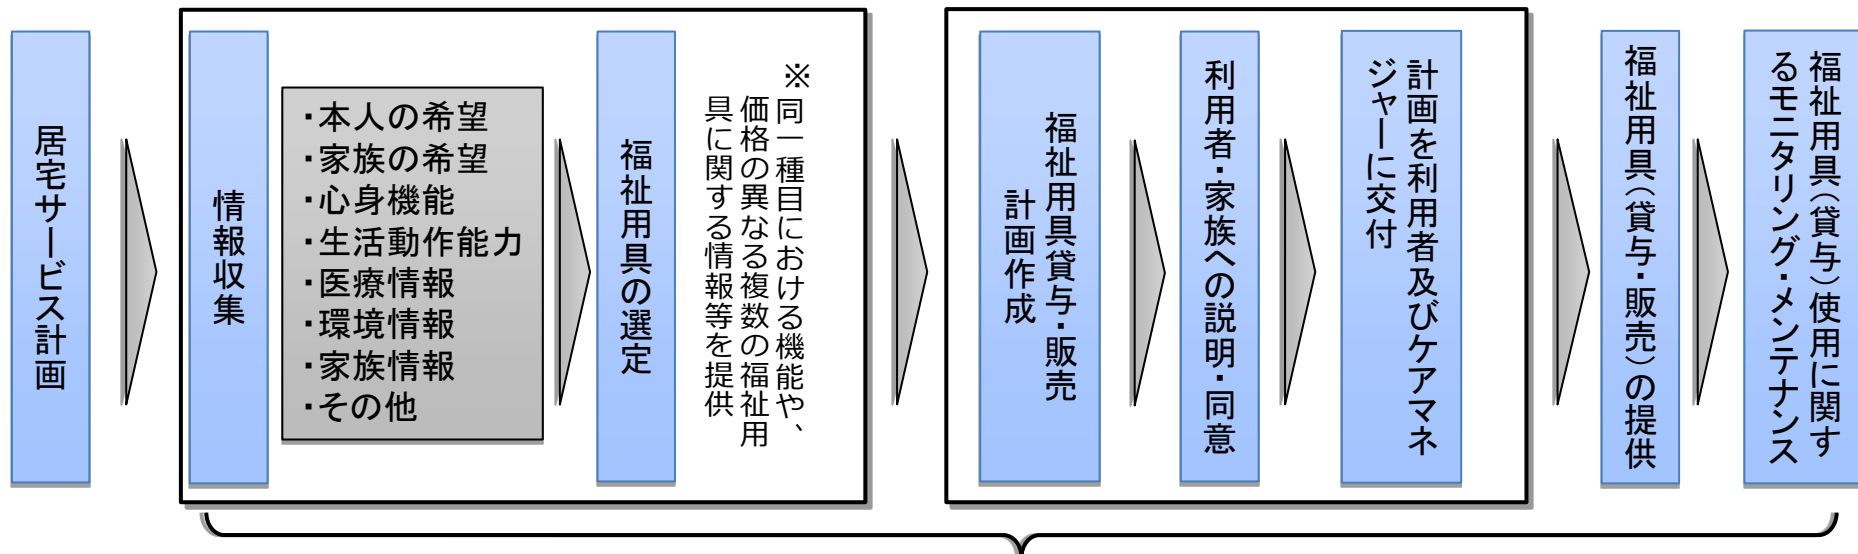 居宅サービス計画
情報収集
・本人の希望
・家族の希望
・心身機能
・生活動作能力
・医療情報
・環境情報
・家族情報
・その他
福祉用具の選定
※同一種目における機能や、
価格の異なる複数の福祉用
具に関する情報等を提供
福祉用具貸与・販売
計画作成
利用者・家族への説明・同意
計画を利用者及びケアマネ
ジャーに交付
福祉用具(貸与・販売)の提供
福祉用具(貸与)使用に関す
るモニタリング・メンテナンス